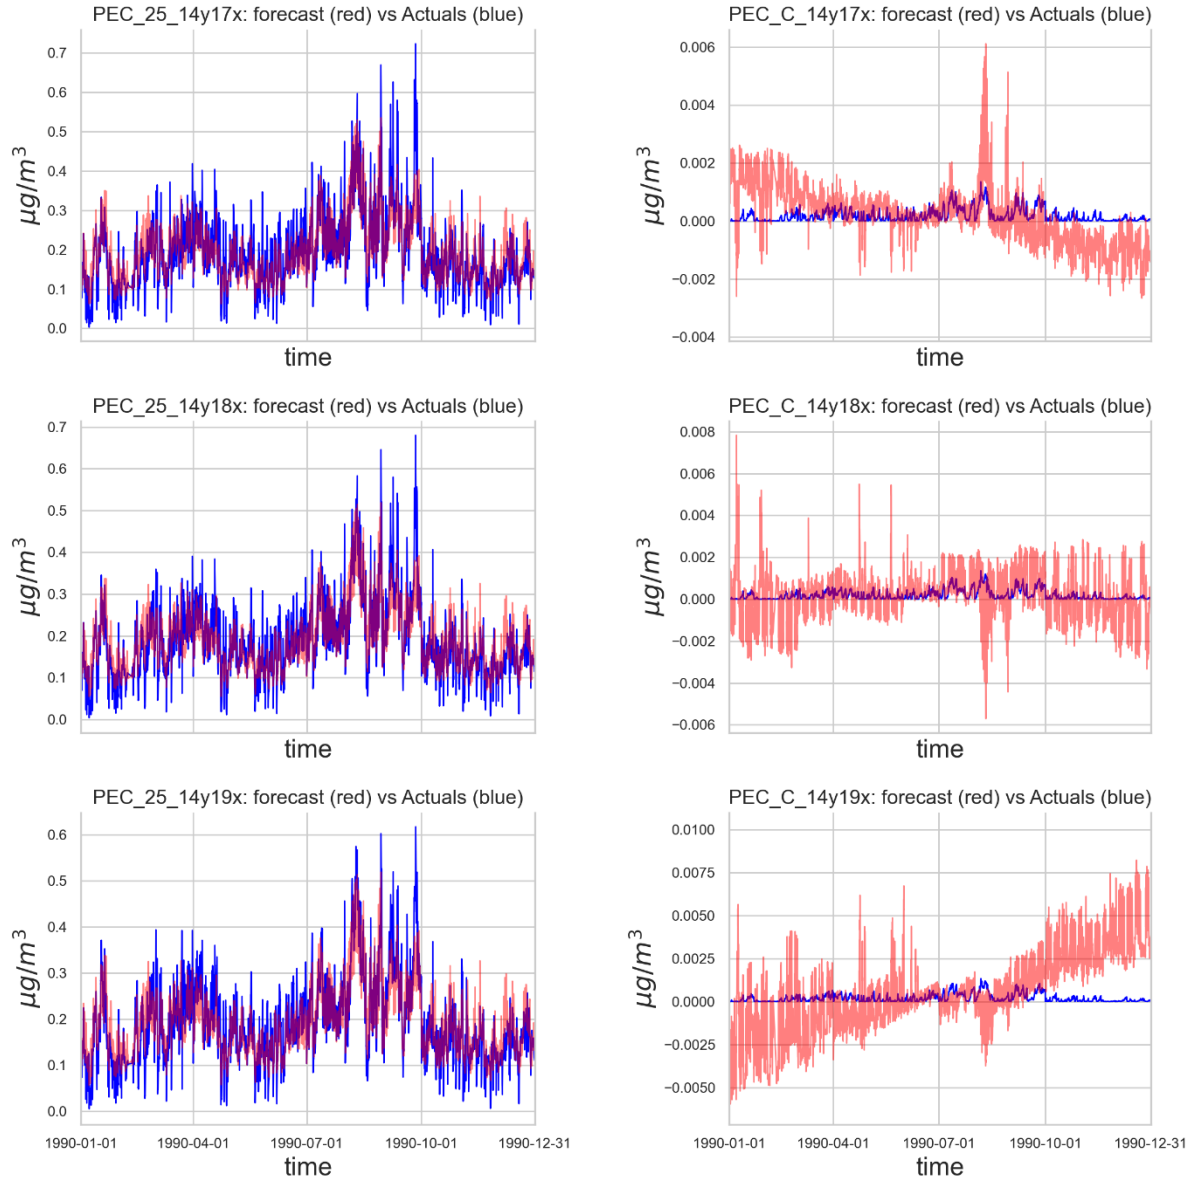 PEC_25_14y17x: forecast (red) vs Actuals (blue)
0.7
0.6
0.5
0.4
0.3
0.2
0.1
0.0
μg/m³
time
PEC_C_14y17x: forecast (red) vs Actuals (blue)
0.006
0.004
0.002
0.000
−0.002
−0.004
μg/m³
time
PEC_25_14y18x: forecast (red) vs Actuals (blue)
0.7
0.6
0.5
0.4
0.3
0.2
0.1
0.0
μg/m³
time
PEC_C_14y18x: forecast (red) vs Actuals (blue)
0.008
0.006
0.004
0.002
0.000
−0.002
−0.004
−0.006
μg/m³
time
PEC_25_14y19x: forecast (red) vs Actuals (blue)
0.6
0.5
0.4
0.3
0.2
0.1
0.0
μg/m³
1990-01-01 1990-04-01 1990-07-01 1990-10-01 1990-12-31
time
PEC_C_14y19x: forecast (red) vs Actuals (blue)
0.0100
0.0075
0.0050
0.0025
0.0000
−0.0025
−0.0050
μg/m³
1990-01-01 1990-04-01 1990-07-01 1990-10-01 1990-12-31
time